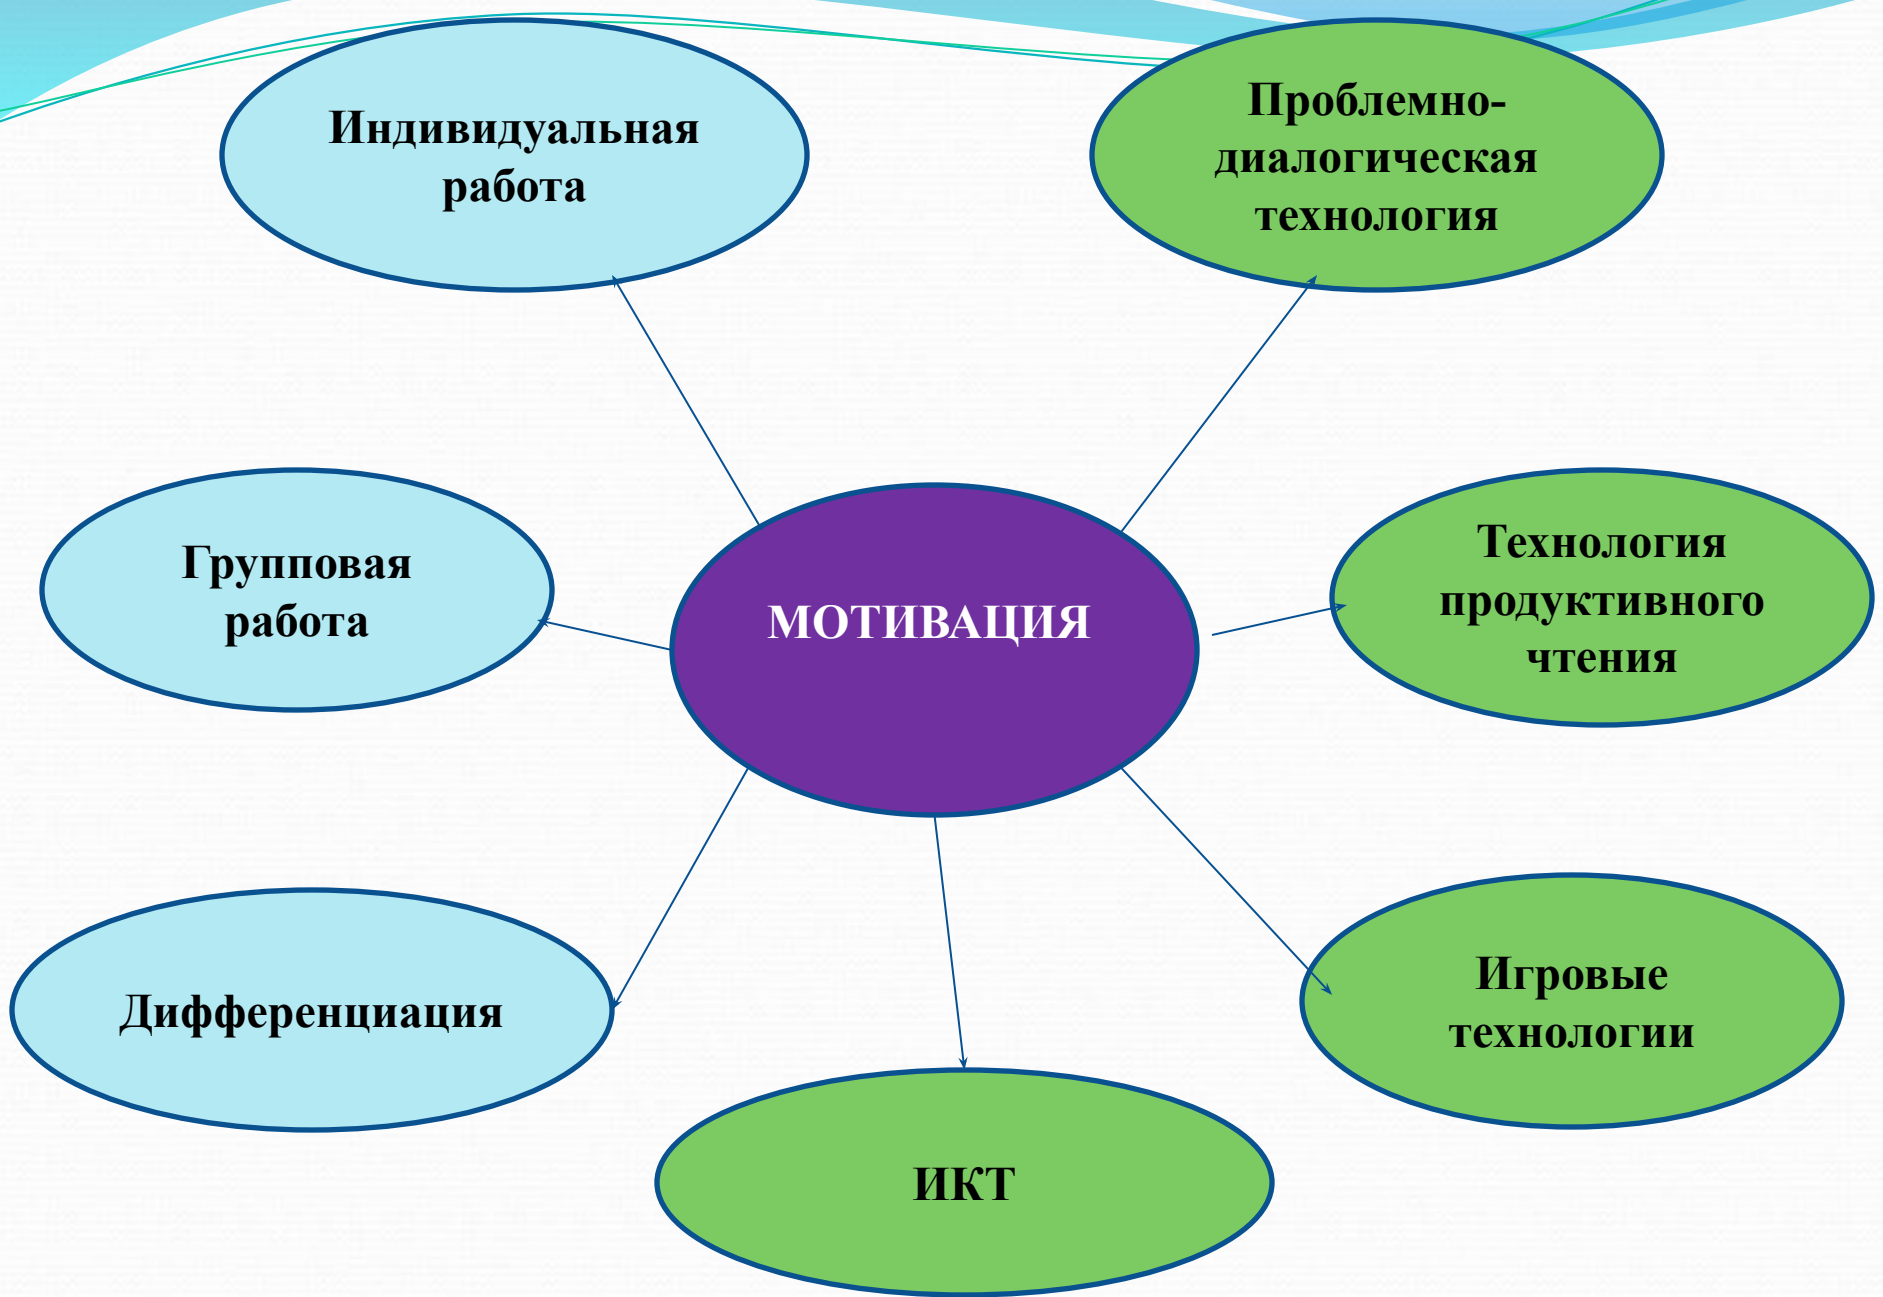 Индивидуальная
работа
Проблемно-
диалогическая
технология
Групповая
работа
МОТИВАЦИЯ
Технология
продуктивного
чтения
Дифференциация
Игровые
технологии
ИКТ